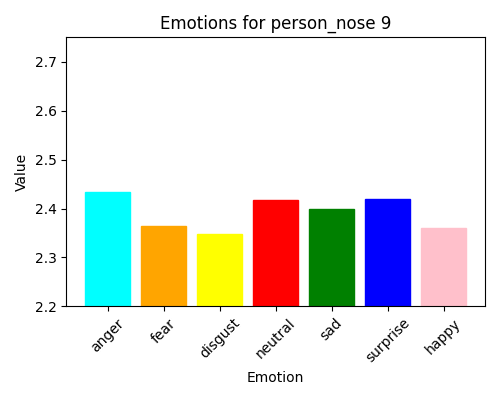 Emotions for person_nose 9
Value
2.7
2.6
2.5
2.4
2.3
2.2
anger
fear
disgust
neutral
sad
surprise
happy
Emotion